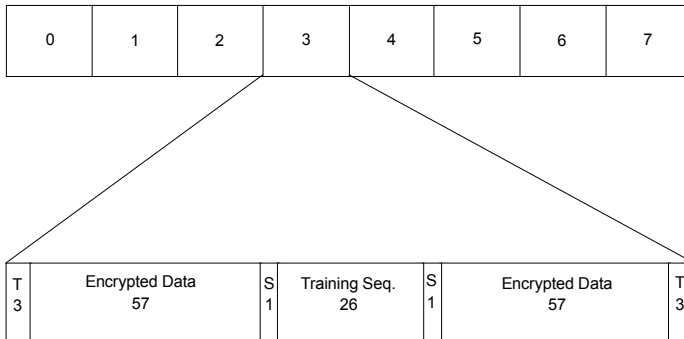 0 1 2 3 4 5 6 7
T Encrypted Data S Training Seq. S Encrypted Data T
3 57 1 26 1 57 3